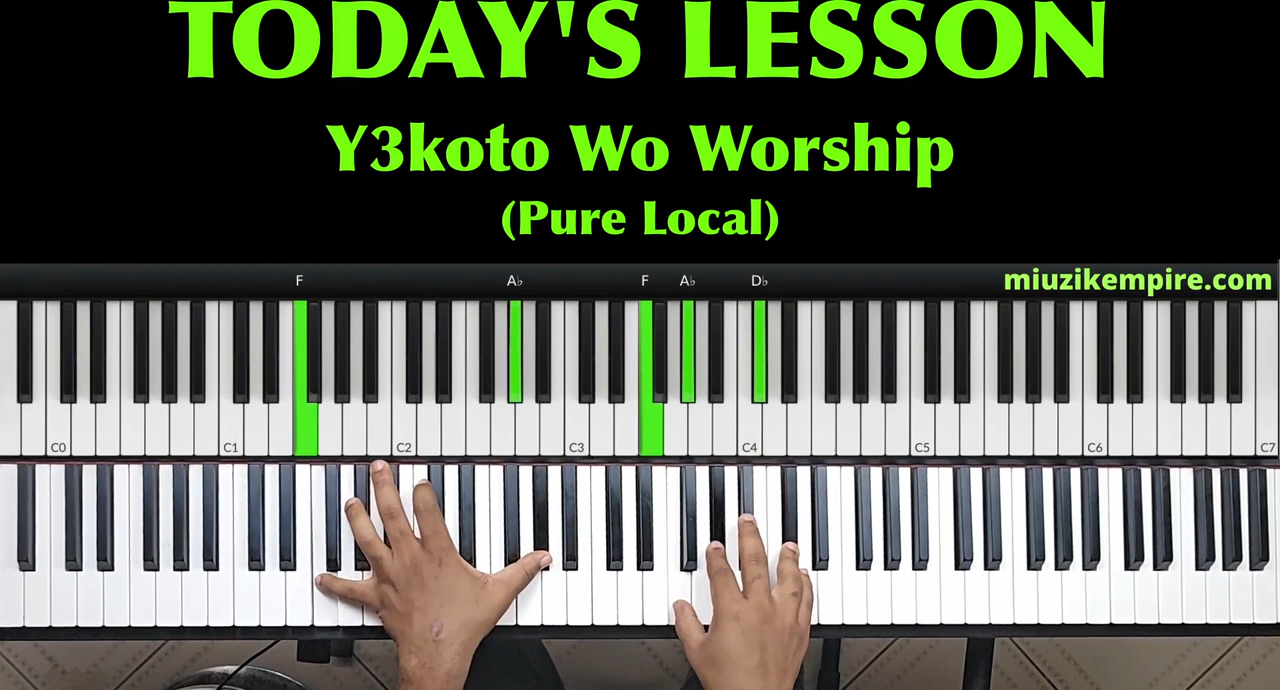 TODAY'S LESSON
Y3koto Wo Worship
(Pure Local)
F A♭ F A♭ D♭
miuzikempire.com
C0 C1 C2 C3 C4 C5 C6 C7